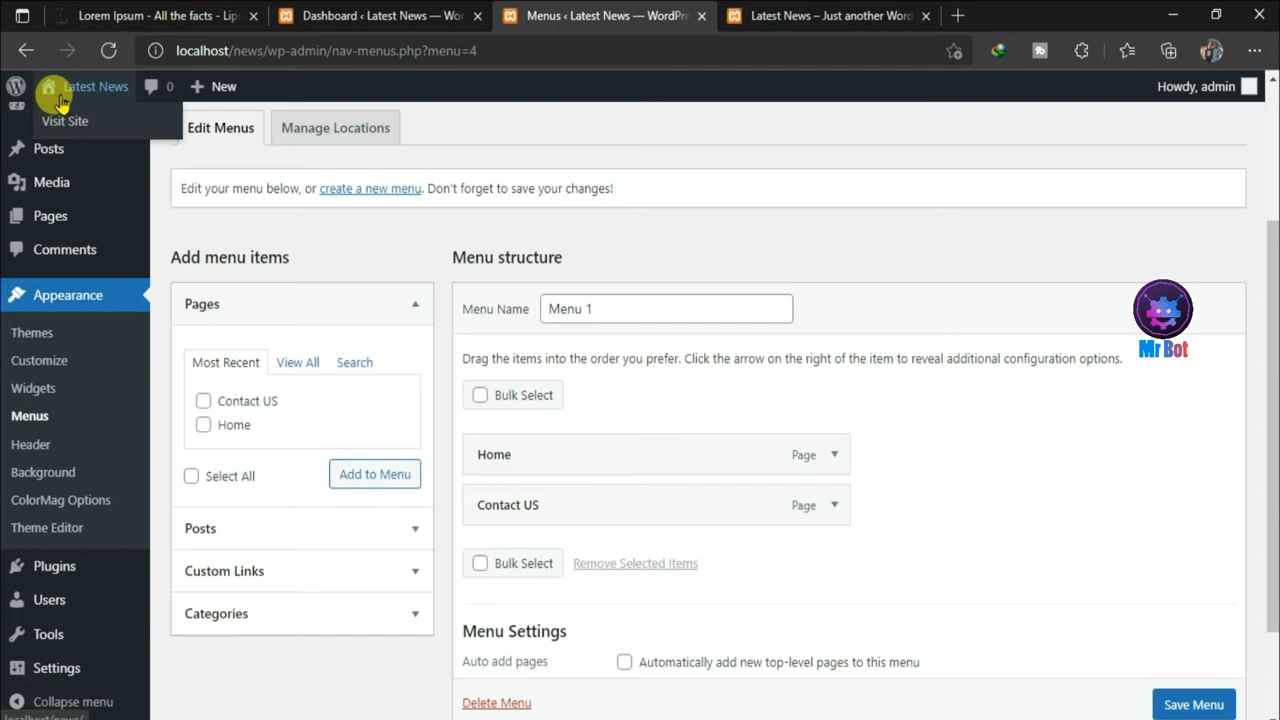 Lorem Ipsum - All the facts - Lips
Dashboard ‹ Latest News — Wor
Menus ‹ Latest News — WordPre
Latest News – Just another Word
localhost/news/wp-admin/nav-menus.php?menu=4
Latest News
0
New
Howdy, admin
Visit Site
Posts
Media
Pages
Comments
Appearance
Themes
Customize
Widgets
Menus
Header
Background
ColorMag Options
Theme Editor
Plugins
Users
Tools
Settings
Collapse menu
localhost/news/
Edit Menus
Manage Locations
Edit your menu below, or create a new menu. Don't forget to save your changes!
Add menu items
Pages
Most Recent
View All
Search
Contact US
Home
Select All
Add to Menu
Posts
Custom Links
Categories
Menu structure
Menu Name
Menu 1
Drag the items into the order you prefer. Click the arrow on the right of the item to reveal additional configuration options.
Bulk Select
Home
Page
Contact US
Page
Bulk Select
Remove Selected Items
Menu Settings
Auto add pages
Automatically add new top-level pages to this menu
Delete Menu
Save Menu
Mr Bot